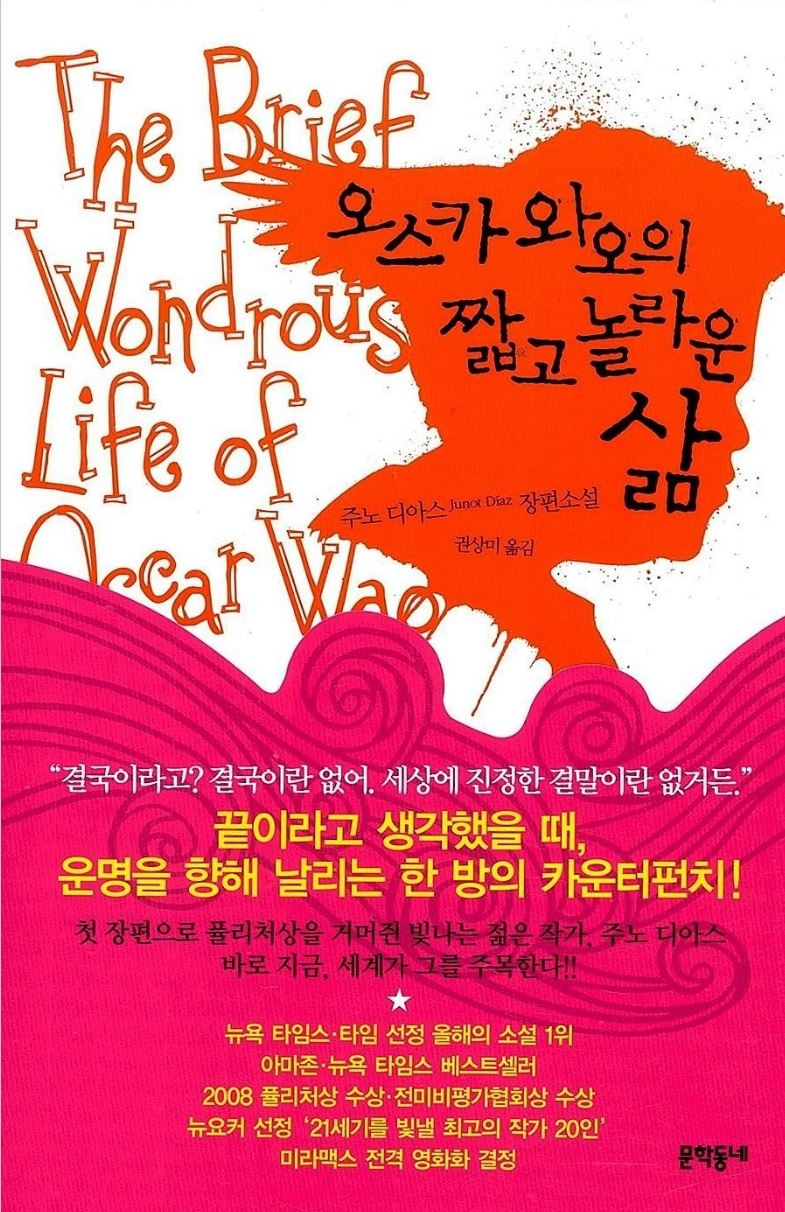 The Brief
Wondrous
Life of
Oscar Wao
오스카 와오의
짧고 놀라운
삶
주노 디아스 Junot Díaz 장편소설
권상미 옮김
“결국이라고? 결국이란 없어. 세상에 진정한 결말이란 없거든.”
끝이라고 생각했을 때,
운명을 향해 날리는 한 방의 카운터펀치!
첫 장편으로 퓰리처상을 거머쥔 빛나는 젊은 작가, 주노 디아스
바로 지금, 세계가 그를 주목한다!!
★
뉴욕 타임스·타임 선정 올해의 소설 1위
아마존·뉴욕 타임스 베스트셀러
2008 퓰리처상 수상·전미비평가협회상 수상
뉴요커 선정 ‘21세기를 빛낼 최고의 작가 20인’
미라맥스 전격 영화화 결정
문학동네